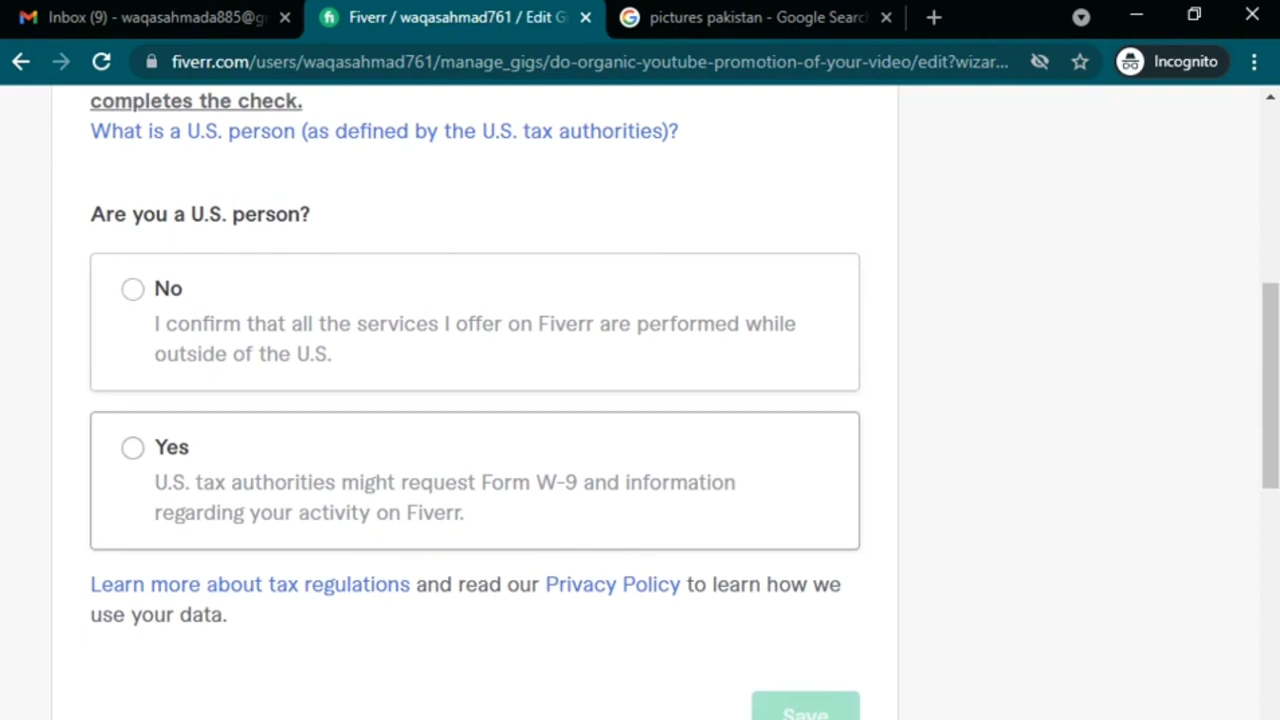 Inbox (9) - waqasahmada885@g
Fiverr / waqasahmad761 / Edit G
pictures pakistan - Google Search
fiverr.com/users/waqasahmad761/manage_gigs/do-organic-youtube-promotion-of-your-video/edit?wizar...
Incognito
completes the check.
What is a U.S. person (as defined by the U.S. tax authorities)?
Are you a U.S. person?
No
I confirm that all the services I offer on Fiverr are performed while
outside of the U.S.
Yes
U.S. tax authorities might request Form W-9 and information
regarding your activity on Fiverr.
Learn more about tax regulations and read our Privacy Policy to learn how we
use your data.
Save